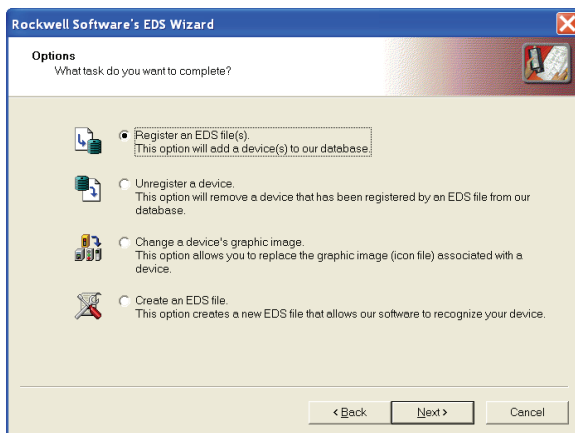 Rockwell Software's EDS Wizard
Options
What task do you want to complete?
Register an EDS file(s).
This option will add a device(s) to our database.
Unregister a device.
This option will remove a device that has been registered by an EDS file from our
database.
Change a device's graphic image.
This option allows you to replace the graphic image (icon file) associated with a
device.
Create an EDS file.
This option creates a new EDS file that allows our software to recognize your device.
< Back Next > Cancel